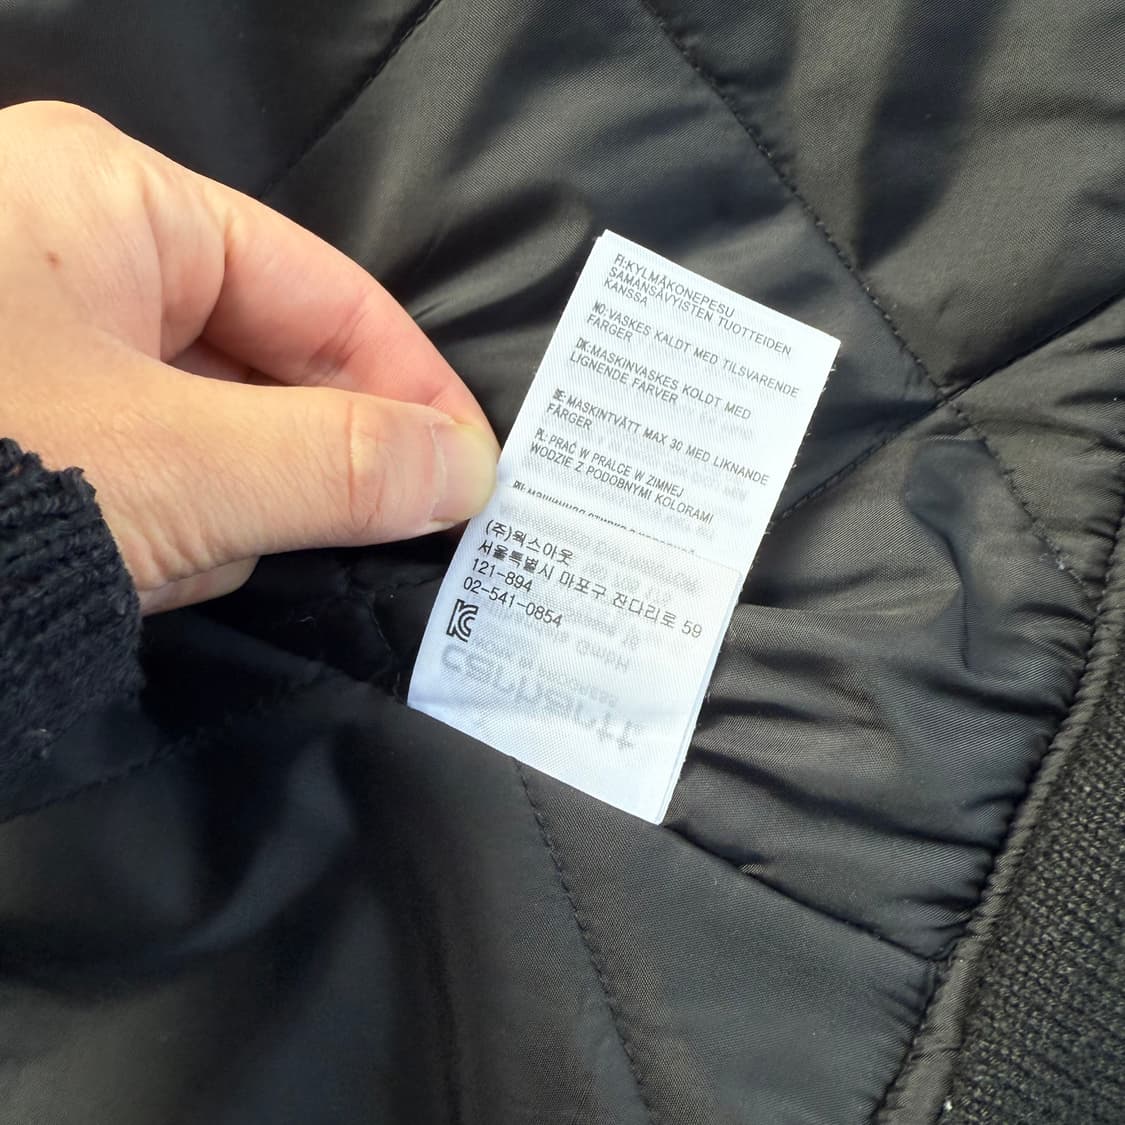 FI:KYLMÄKONEPESU
SAMANSÄVYISTEN TUOTTEIDEN
KANSSA
NO:VASKES KALDT MED TILSVARENDE
FARGER
DK:MASKINVASKES KOLDT MED
LIGNENDE FARVER
SE:MASKINTVÄTT MAX 30 MED LIKNANDE
FÄRGER
PL:PRAĆ W PRALCE W ZIMNEJ
WODZIE Z PODOBNYMI KOLORAMI
(주)웍스아웃
서울특별시 마포구 잔다리로 59
121-894
02-541-0854
carhartt